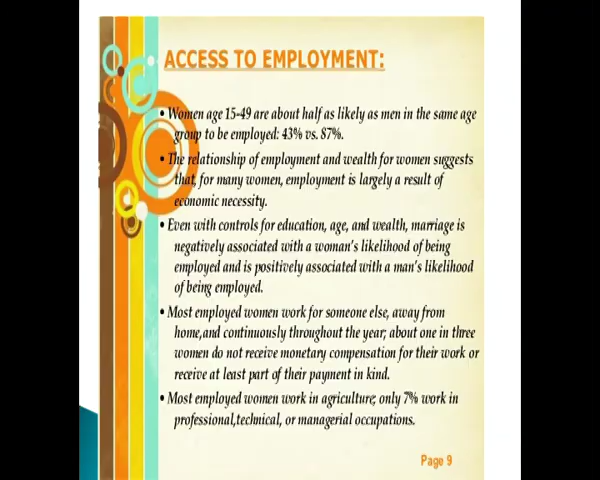 ACCESS TO EMPLOYMENT:
• Women age 15-49 are about half as likely as men in the same age
group to be employed: 43% vs. 87%.
• The relationship of employment and wealth for women suggests
that, for many women, employment is largely a result of
economic necessity.
• Even with controls for education, age, and wealth, marriage is
negatively associated with a woman's likelihood of being
employed and is positively associated with a man's likelihood
of being employed.
• Most employed women work for someone else, away from
home,and continuously throughout the year; about one in three
women do not receive monetary compensation for their work or
receive at least part of their payment in kind.
• Most employed women work in agriculture; only 7% work in
professional,technical, or managerial occupations.
Page 9